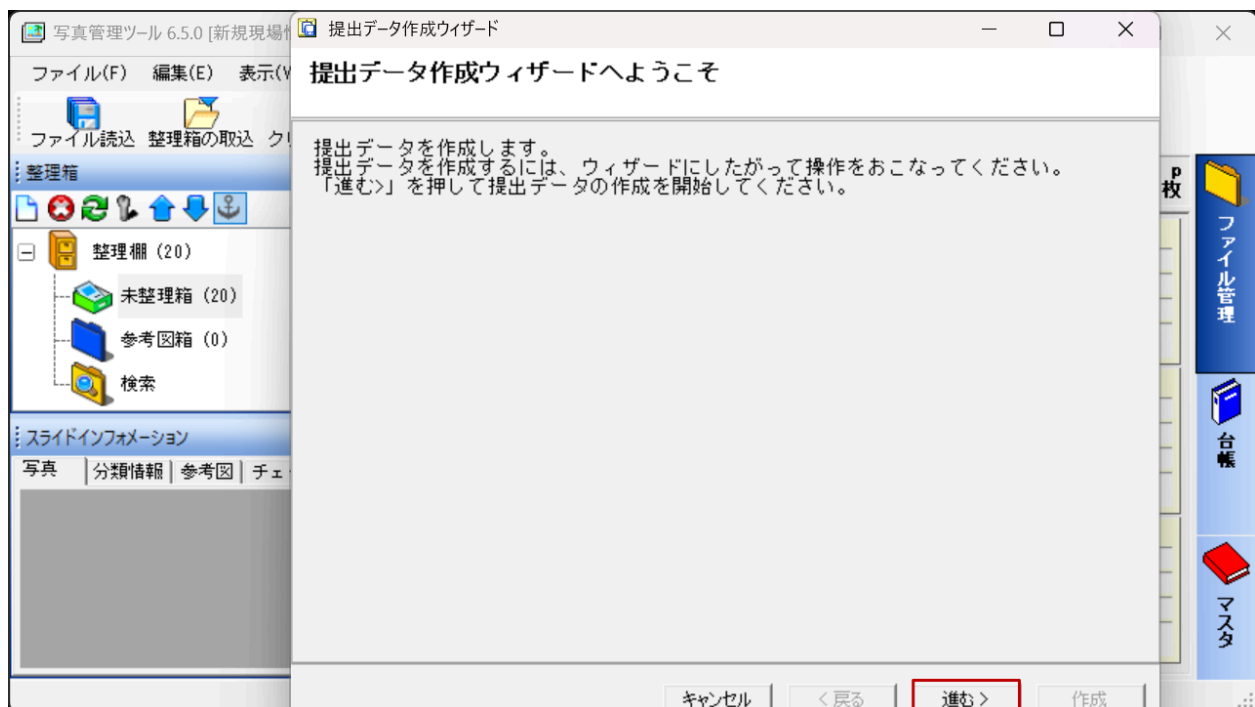 写真管理ツール 6.5.0 [新規現場
ファイル(F) 編集(E) 表示(V
ファイル読込 整理箱の取込 ク
整理箱
整理棚 (20)
未整理箱 (20)
参考図箱 (0)
検索
スライドインフォメーション
写真 分類情報 参考図 チェ
提出データ作成ウイザード
提出データ作成ウィザードへようこそ
提出データを作成します。
提出データを作成するには、ウィザードにしたがって操作をおこなってください。
「進む>」を押して提出データの作成を開始してください。
キャンセル <戻る 進む> 作成
P
枚
ファイル管理
台帳
マスタ